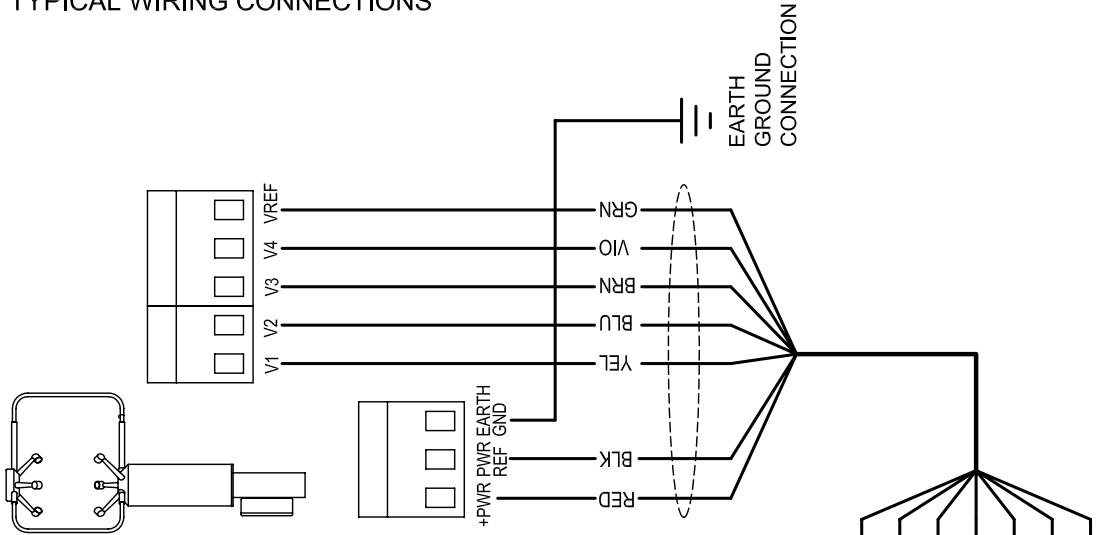 TYPICAL WIRING CONNECTIONS
EARTH
GROUND
CONNECTION
VREF
GRN
V4
VIO
V3
BRN
V2
BLU
V1
YEL
EARTH
GND
PWR
REF
BLK
+PWR
RED